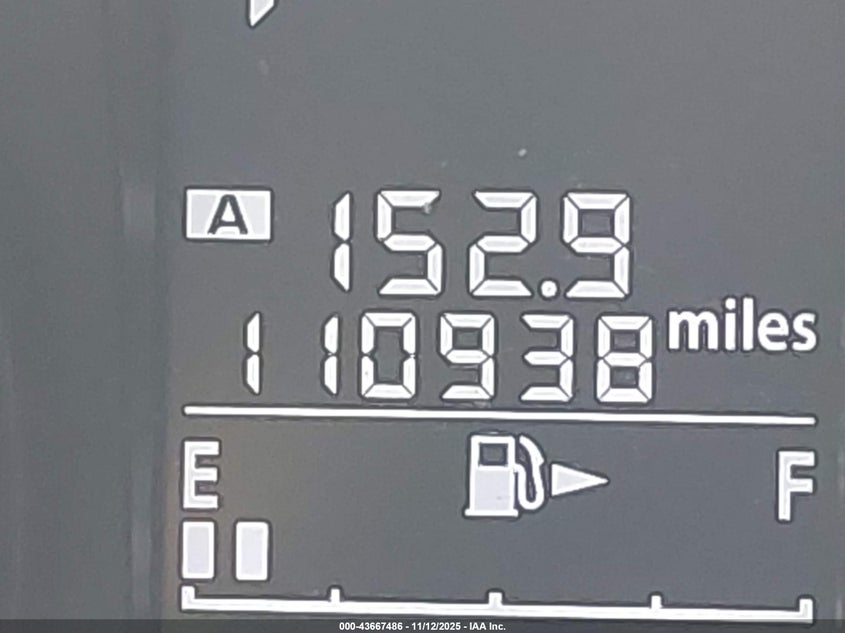 A 152.9
110938 miles
E F
000-43667486 - 11/12/2025 - IAA Inc.